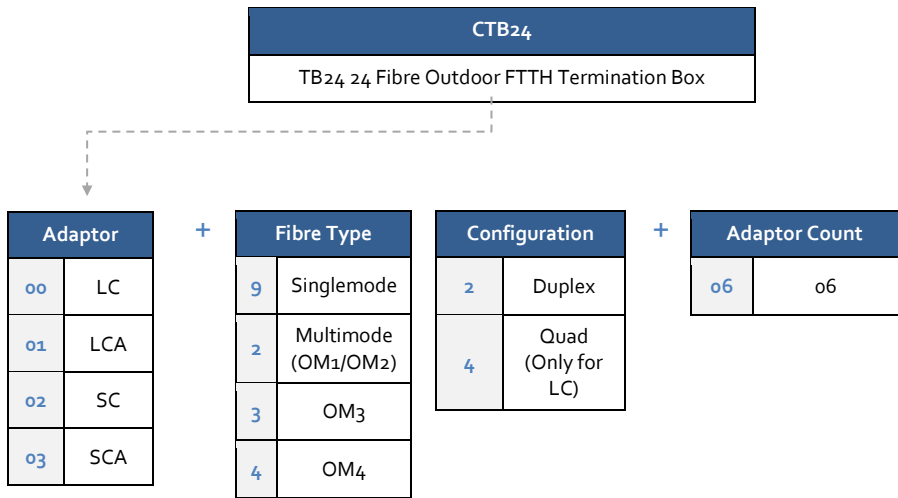 CTB24
TB24 24 Fibre Outdoor FTTH Termination Box
Adaptor
00 LC
01 LCA
02 SC
03 SCA
+
Fibre Type
9 Singlemode
2 Multimode
(OM1/OM2)
3 OM3
4 OM4
Configuration
2 Duplex
4 Quad
(Only for
LC)
+
Adaptor Count
06 06